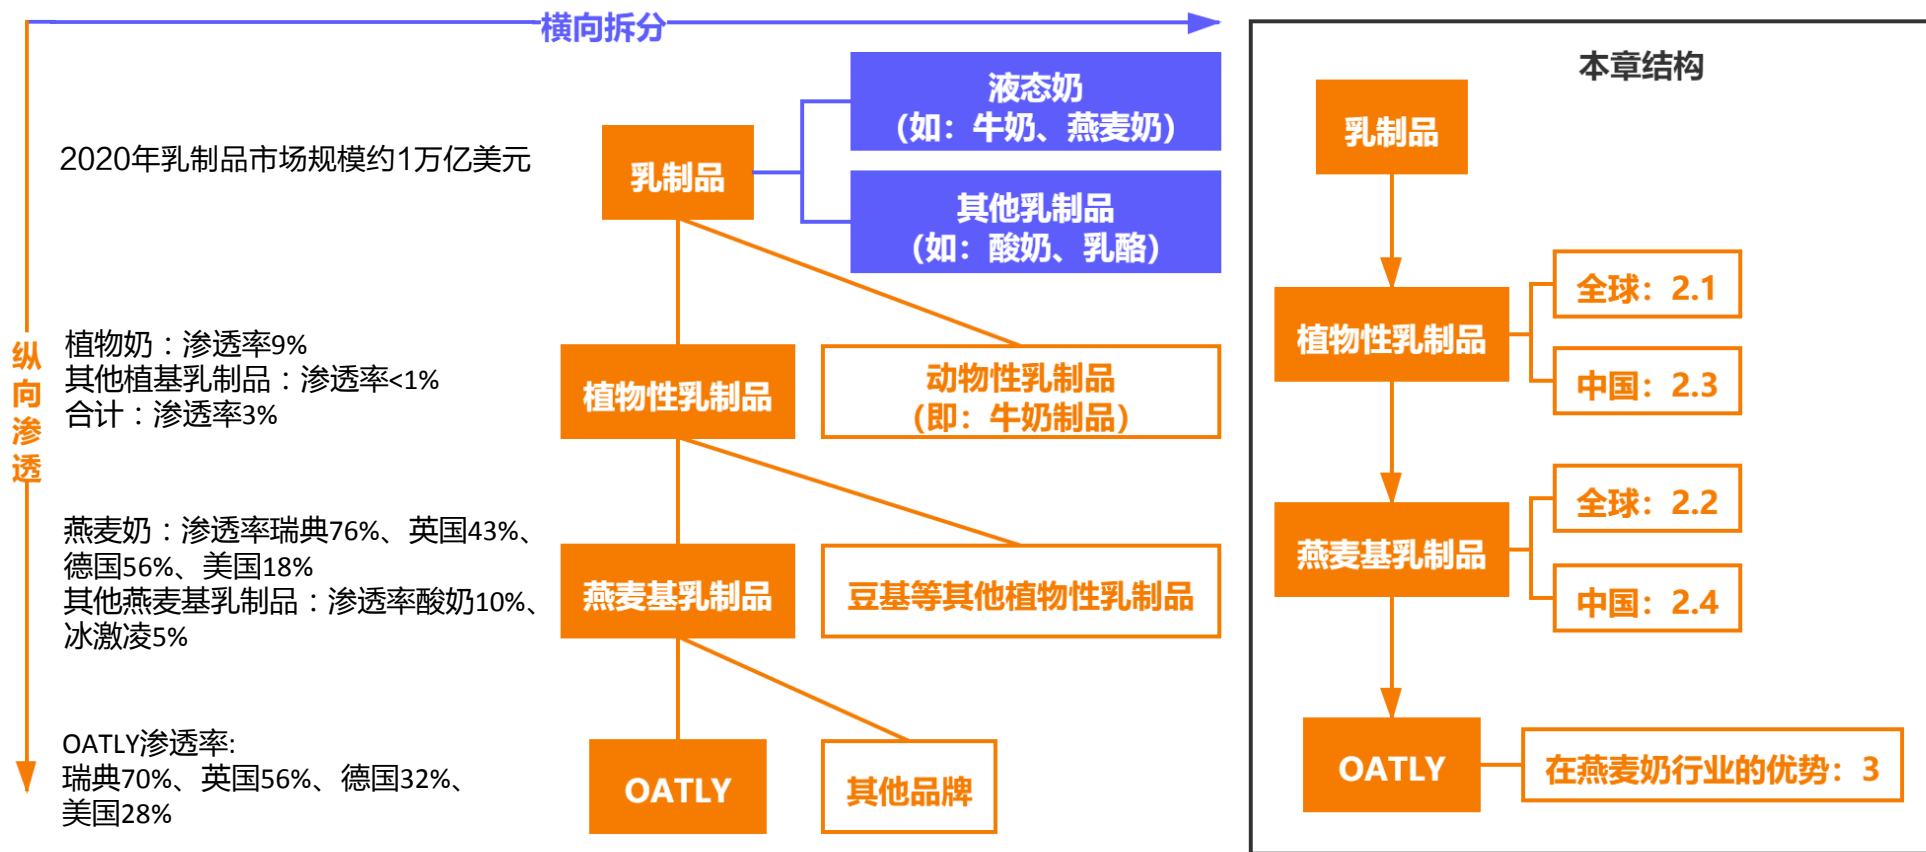 横向拆分
纵
向
渗
透
2020年乳制品市场规模约1万亿美元
乳制品
液态奶
（如：牛奶、燕麦奶）
其他乳制品
（如：酸奶、乳酪）
植物奶：渗透率9%
其他植基乳制品：渗透率<1%
合计：渗透率3%
植物性乳制品
动物性乳制品
（即：牛奶制品）
燕麦奶：渗透率瑞典76%、英国43%、
德国56%、美国18%
其他燕麦基乳制品：渗透率酸奶10%、
冰激凌5%
燕麦基乳制品
豆基等其他植物性乳制品
OATLY渗透率:
瑞典70%、英国56%、德国32%、
美国28%
OATLY
其他品牌
本章结构
乳制品
植物性乳制品
全球：2.1
中国：2.3
燕麦基乳制品
全球：2.2
中国：2.4
OATLY
在燕麦奶行业的优势：3